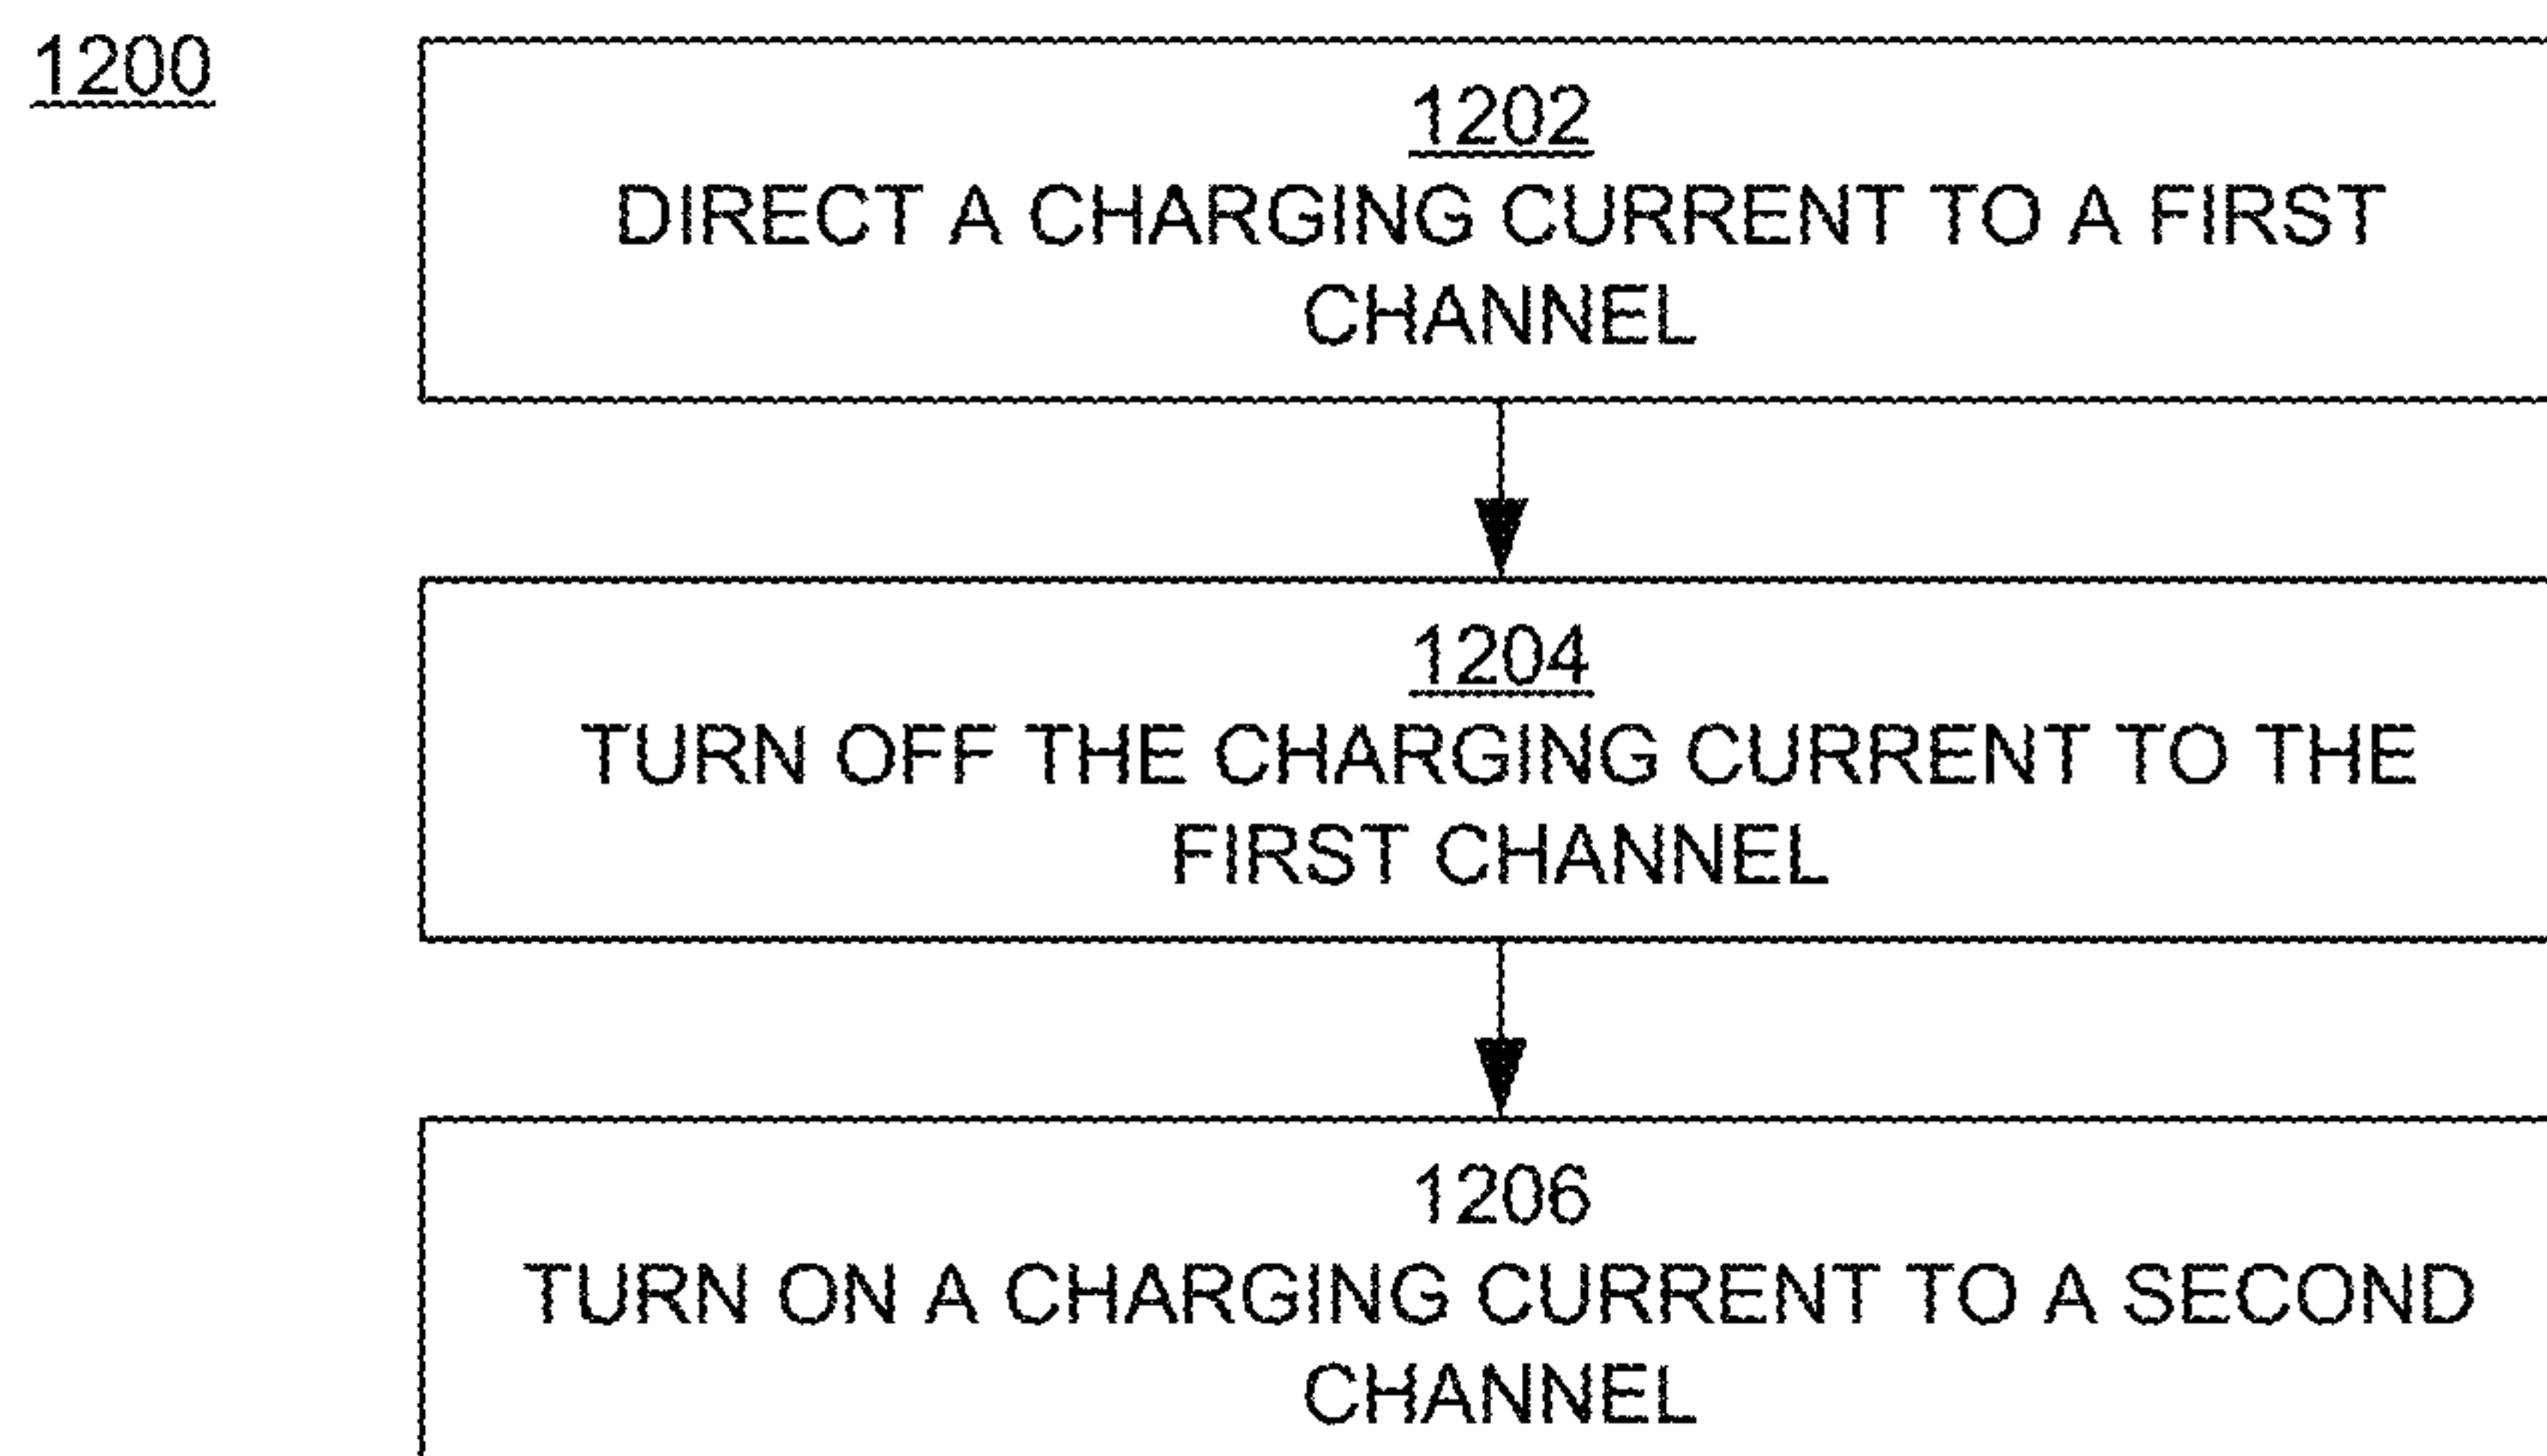 1200
1202
DIRECT A CHARGING CURRENT TO A FIRST
CHANNEL
1204
TURN OFF THE CHARGING CURRENT TO THE
FIRST CHANNEL
1206
TURN ON A CHARGING CURRENT TO A SECOND
CHANNEL